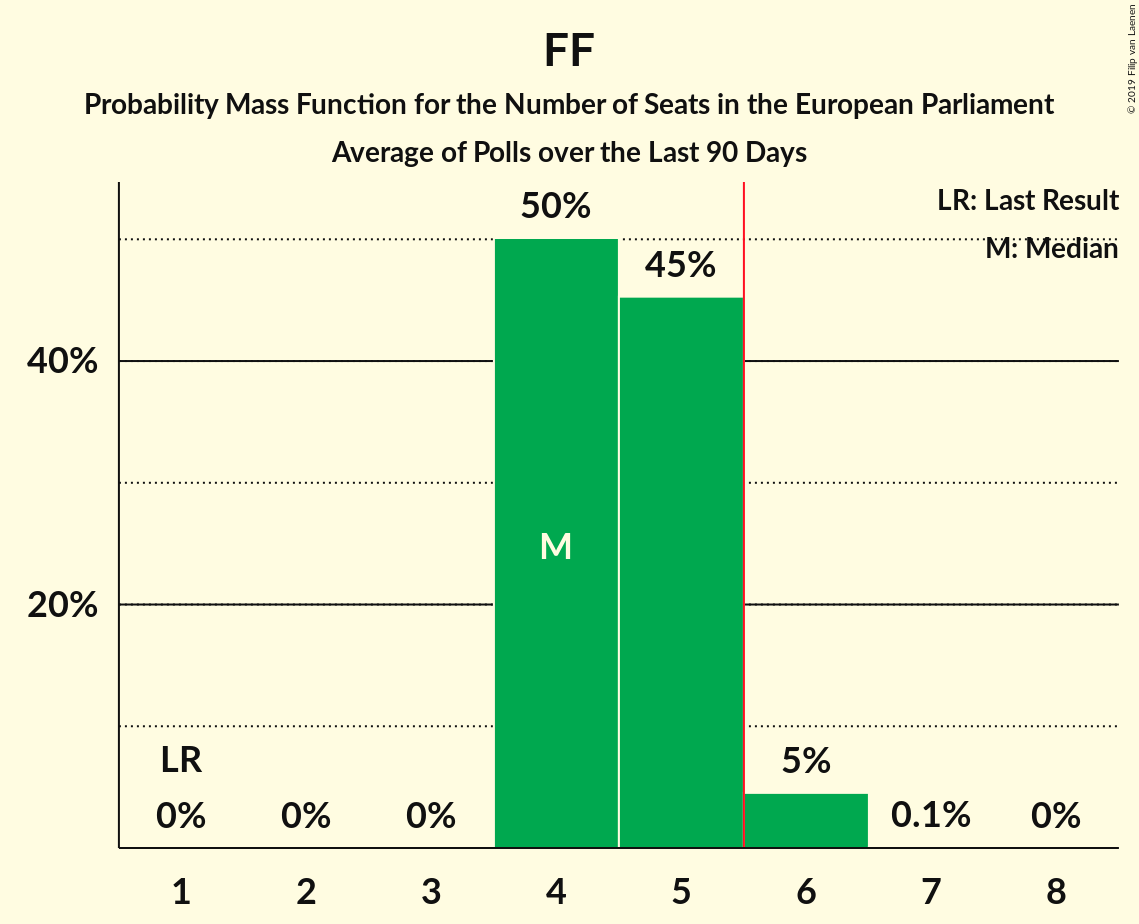 FF
Probability Mass Function for the Number of Seats in the European Parliament
Average of Polls over the Last 90 Days
© 2019 Filip van Laenen
LR: Last Result
M: Median
50%
45%
40%
M
20%
LR
5%
0% 0% 0% 0.1% 0%
1 2 3 4 5 6 7 8